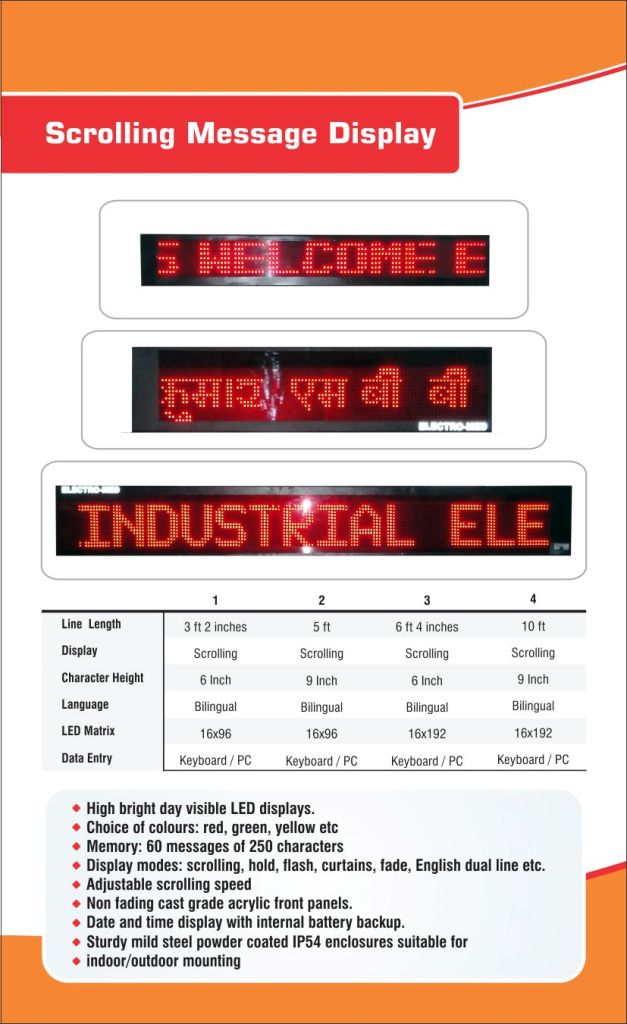 Scrolling Message Display
S WELCOME E
कुमार एस बी बी
ELECTRO-MED
ELECTRO-MED
INDUSTRIAL ELE
1 2 3 4
Line Length 3 ft 2 inches 5 ft 6 ft 4 inches 10 ft
Display Scrolling Scrolling Scrolling Scrolling
Character Height 6 Inch 9 Inch 6 Inch 9 Inch
Language Bilingual Bilingual Bilingual Bilingual
LED Matrix 16x96 16x96 16x192 16x192
Data Entry Keyboard / PC Keyboard / PC Keyboard / PC Keyboard / PC
High bright day visible LED displays.
Choice of colours: red, green, yellow etc
Memory: 60 messages of 250 characters
Display modes: scrolling, hold, flash, curtains, fade, English dual line etc.
Adjustable scrolling speed
Non fading cast grade acrylic front panels.
Date and time display with internal battery backup.
Sturdy mild steel powder coated IP54 enclosures suitable for
indoor/outdoor mounting